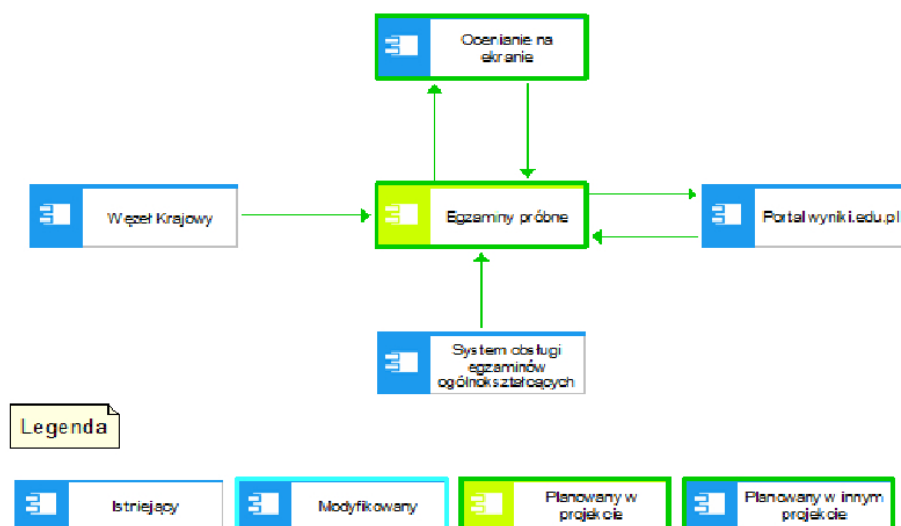 Ocenianie na
ekranie
Węzeł Krajowy
Egzaminy próbne
Portal wyniki.edu.pl
System obsługi
egzaminów
ogólnokształcących
Legenda
Istniejący
Modyfikowany
Planowany w
projekcie
Planowany w innym
projekcie